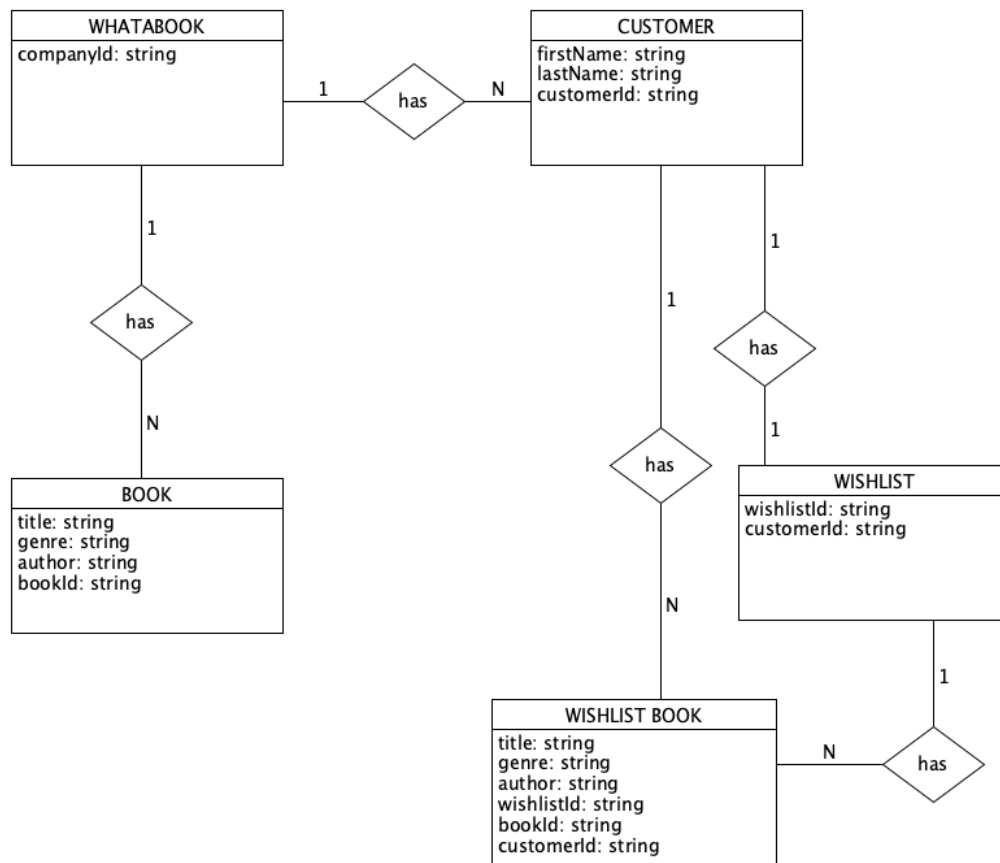 WHATABOOK
companyId: string
1
has
N
CUSTOMER
firstName: string
lastName: string
customerId: string
1
has
N
BOOK
title: string
genre: string
author: string
bookId: string
1
has
N
1
has
1
WISHLIST
wishlistId: string
customerId: string
1
has
N
WISHLIST BOOK
title: string
genre: string
author: string
wishlistId: string
bookId: string
customerId: string